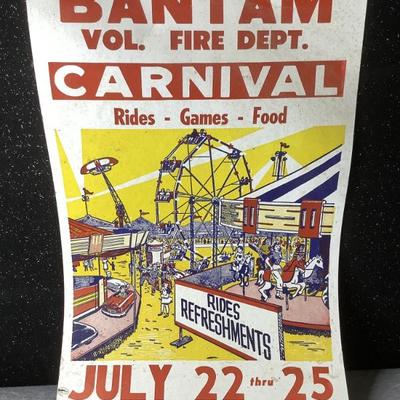 BANTAM
VOL. FIRE DEPT.
CARNIVAL
Rides - Games - Food
RIDES
REFRESHMENTS
JULY 22 thru 25